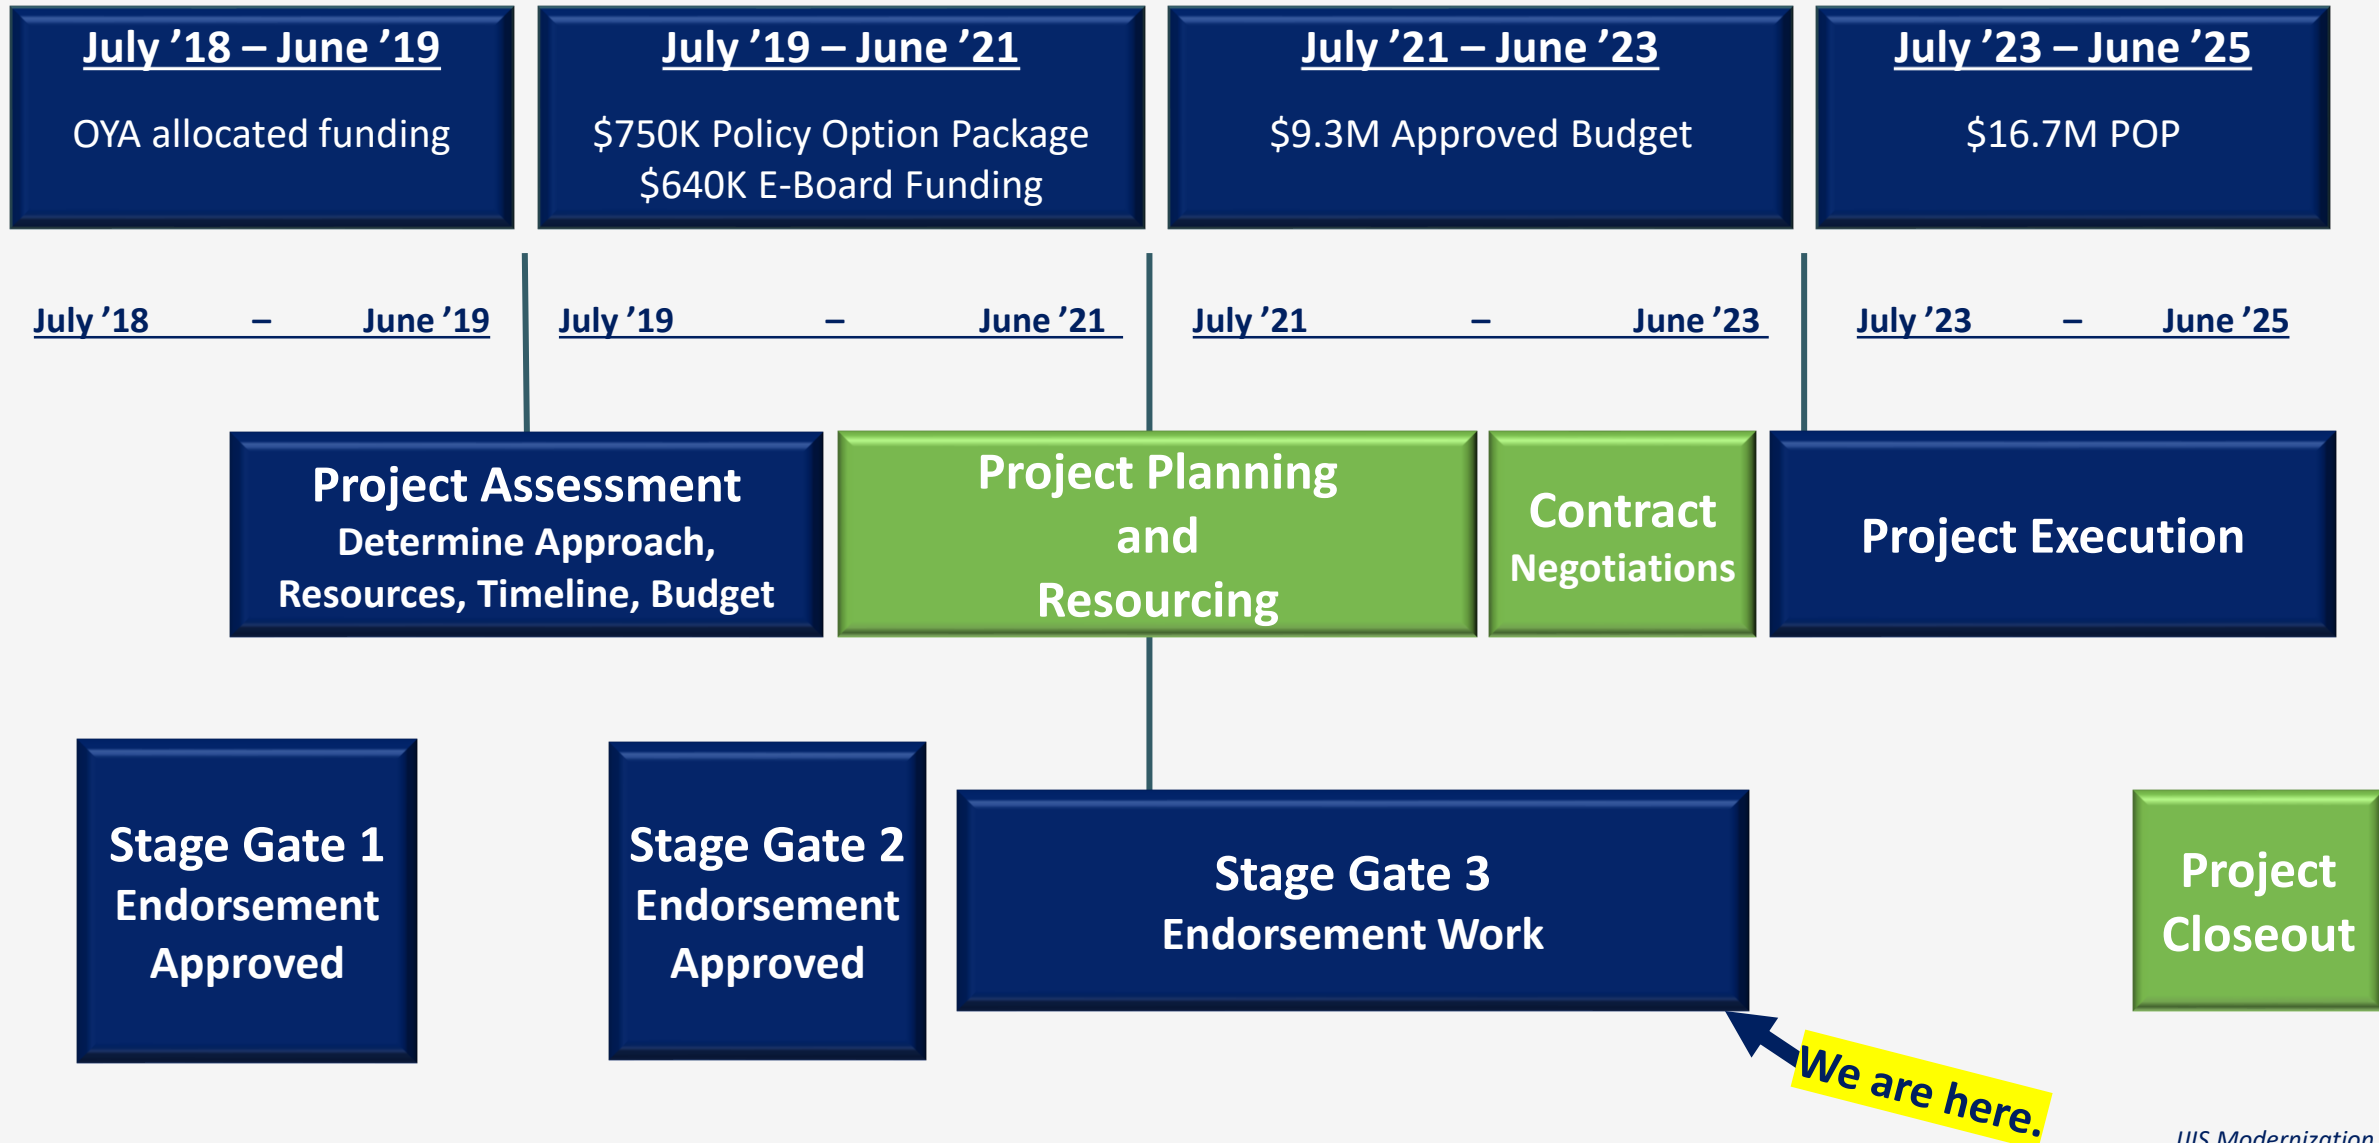 July ’18 – June ’19
OYA allocated funding
July ’19 – June ’21
$750K Policy Option Package
$640K E-Board Funding
July ’21 – June ’23
$9.3M Approved Budget
July ’23 – June ’25
$16.7M POP
July ’18 – June ’19
July ’19 – June ’21
July ’21 – June ’23
July ’23 – June ’25
Project Assessment
Determine Approach,
Resources, Timeline, Budget
Project Planning
and
Resourcing
Contract
Negotiations
Project Execution
Stage Gate 1
Endorsement
Approved
Stage Gate 2
Endorsement
Approved
Stage Gate 3
Endorsement Work
Project
Closeout
We are here.
Modernization